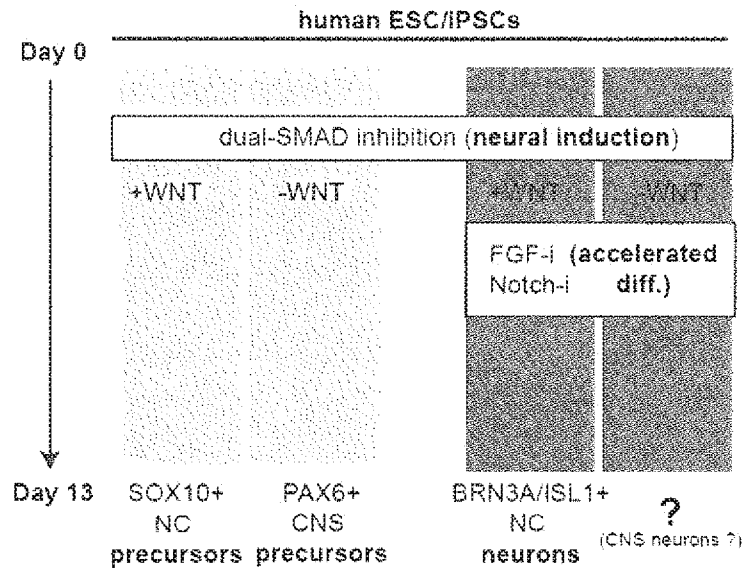 human ESC/iPSCs
Day 0
dual-SMAD inhibition (neural induction)
+WNT
-WNT
+WNT
-WNT
FGF-i (accelerated
Notch-i diff.)
Day 13
SOX10+
NC
precursors
PAX6+
CNS
precursors
BRN3A/ISL1+
NC
neurons
?
(CNS neurons ?)